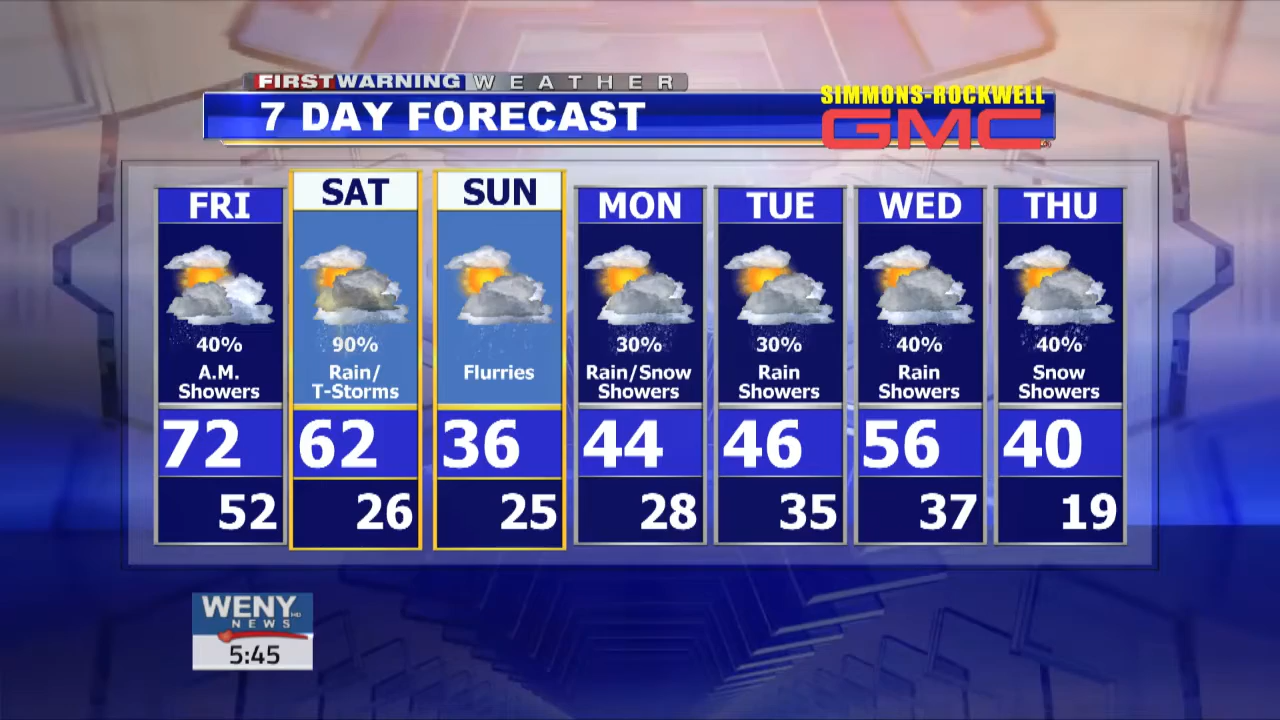 FIRST WARNING WEATHER
7 DAY FORECAST
SIMMONS-ROCKWELL
GMC
FRI
40%
A.M.
Showers
72
52
SAT
90%
Rain/
T-Storms
62
26
SUN
Flurries
36
25
MON
30%
Rain/Snow
Showers
44
28
TUE
30%
Rain
Showers
46
35
WED
40%
Rain
Showers
56
37
THU
40%
Snow
Showers
40
19
WENY HD
NEWS
5:45